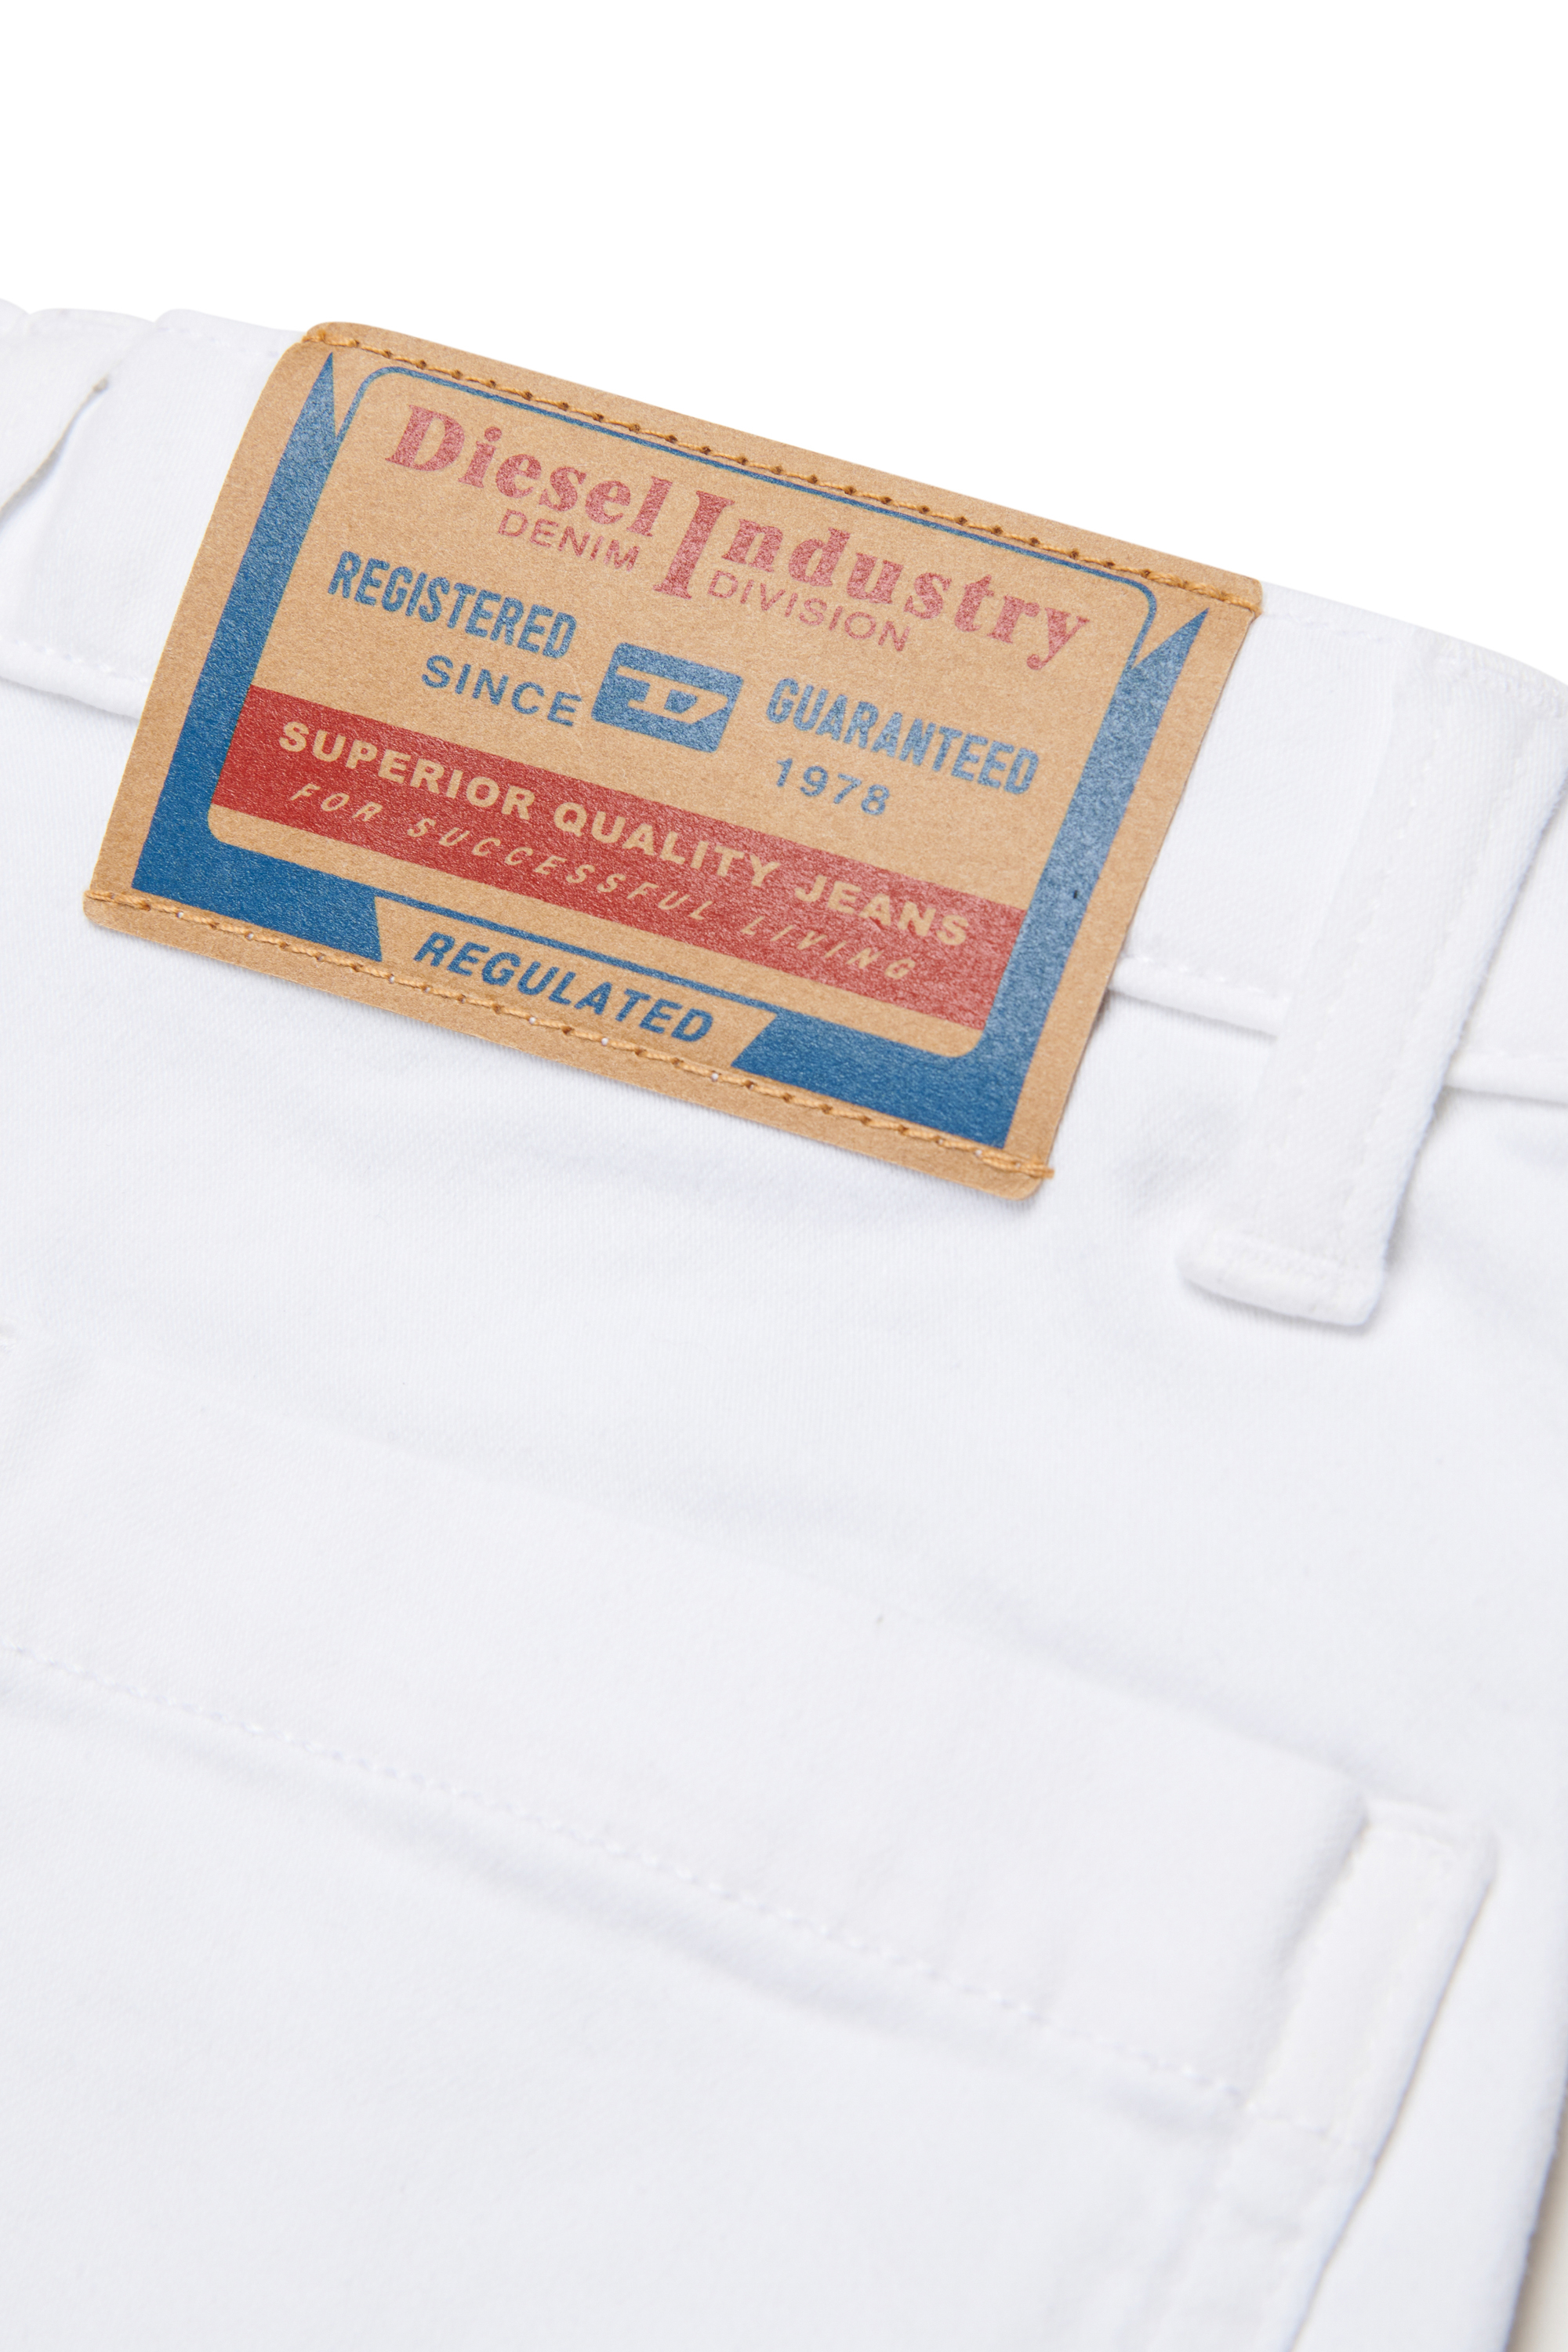 Diesel Industry
DENIM DIVISION
REGISTERED D GUARANTEED
SINCE 1978
SUPERIOR QUALITY JEANS
FOR SUCCESSFUL LIVING
REGULATED